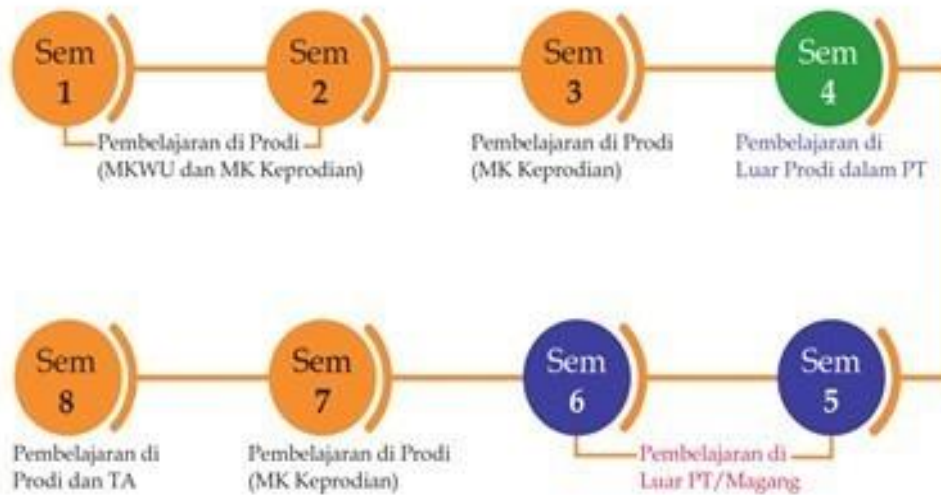 Sem
1
Sem
2
Sem
3
Sem
4
Pembelajaran di Prodi
(MKWU dan MK Keprodian)
Pembelajaran di Prodi
(MK Keprodian)
Pembelajaran di
Luar Prodi dalam PT
Sem
8
Sem
7
Sem
6
Sem
5
Pembelajaran di
Prodi dan TA
Pembelajaran di Prodi
(MK Keprodian)
Pembelajaran di
Luar PT/Magang